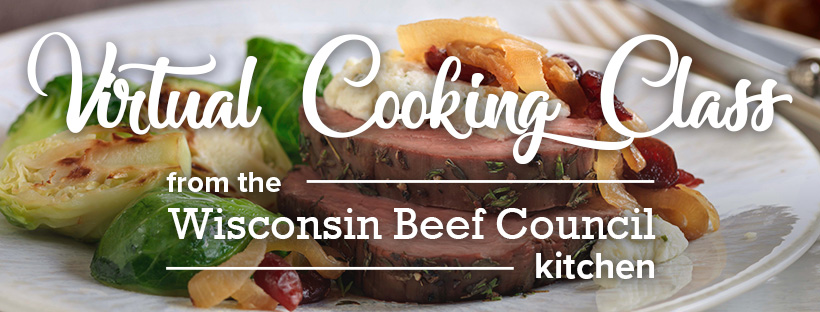 Virtual Cooking Class
from the
Wisconsin Beef Council
kitchen